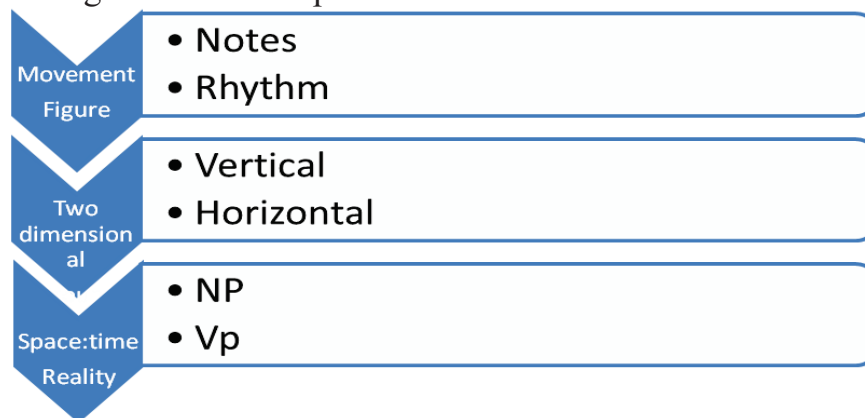 Movement
Figure
• Notes
• Rhythm
Two
dimension
al
• Vertical
• Horizontal
Space:time
Reality
• NP
• Vp